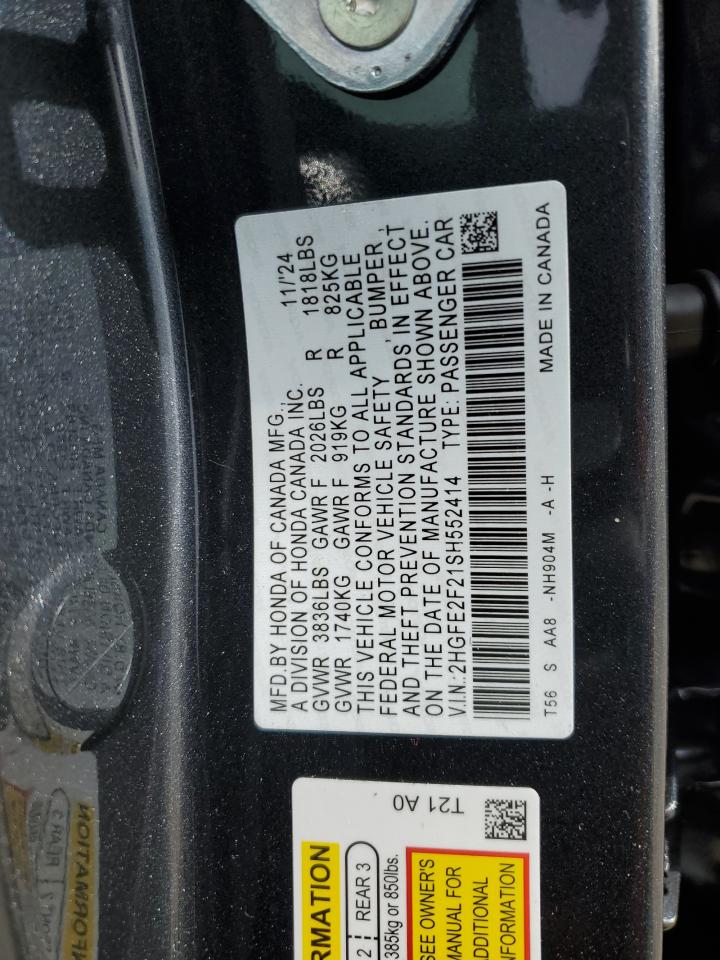 MFD.BY HONDA OF CANADA MFG.,
A DIVISION OF HONDA CANADA INC. 11/'24
GVWR 3836LBS GAWR F 2026LBS R 1818LBS
GVWR 1740KG GAWR F 919KG R 825KG
THIS VEHICLE CONFORMS TO ALL APPLICABLE
FEDERAL MOTOR VEHICLE SAFETY , BUMPER ,
AND THEFT PREVENTION STANDARDS, IN EFFECT
ON THE DATE OF MANUFACTURE SHOWN ABOVE.
V.I.N.:2HGFE2F21SH552414 TYPE: PASSENGER CAR
T56 S AA8 -NH904M -A -H MADE IN CANADA
T21 A0
RMATION
2 REAR 3
385kg or 850lbs.
SEE OWNER'S
MANUAL FOR
ADDITIONAL
NFORMATION